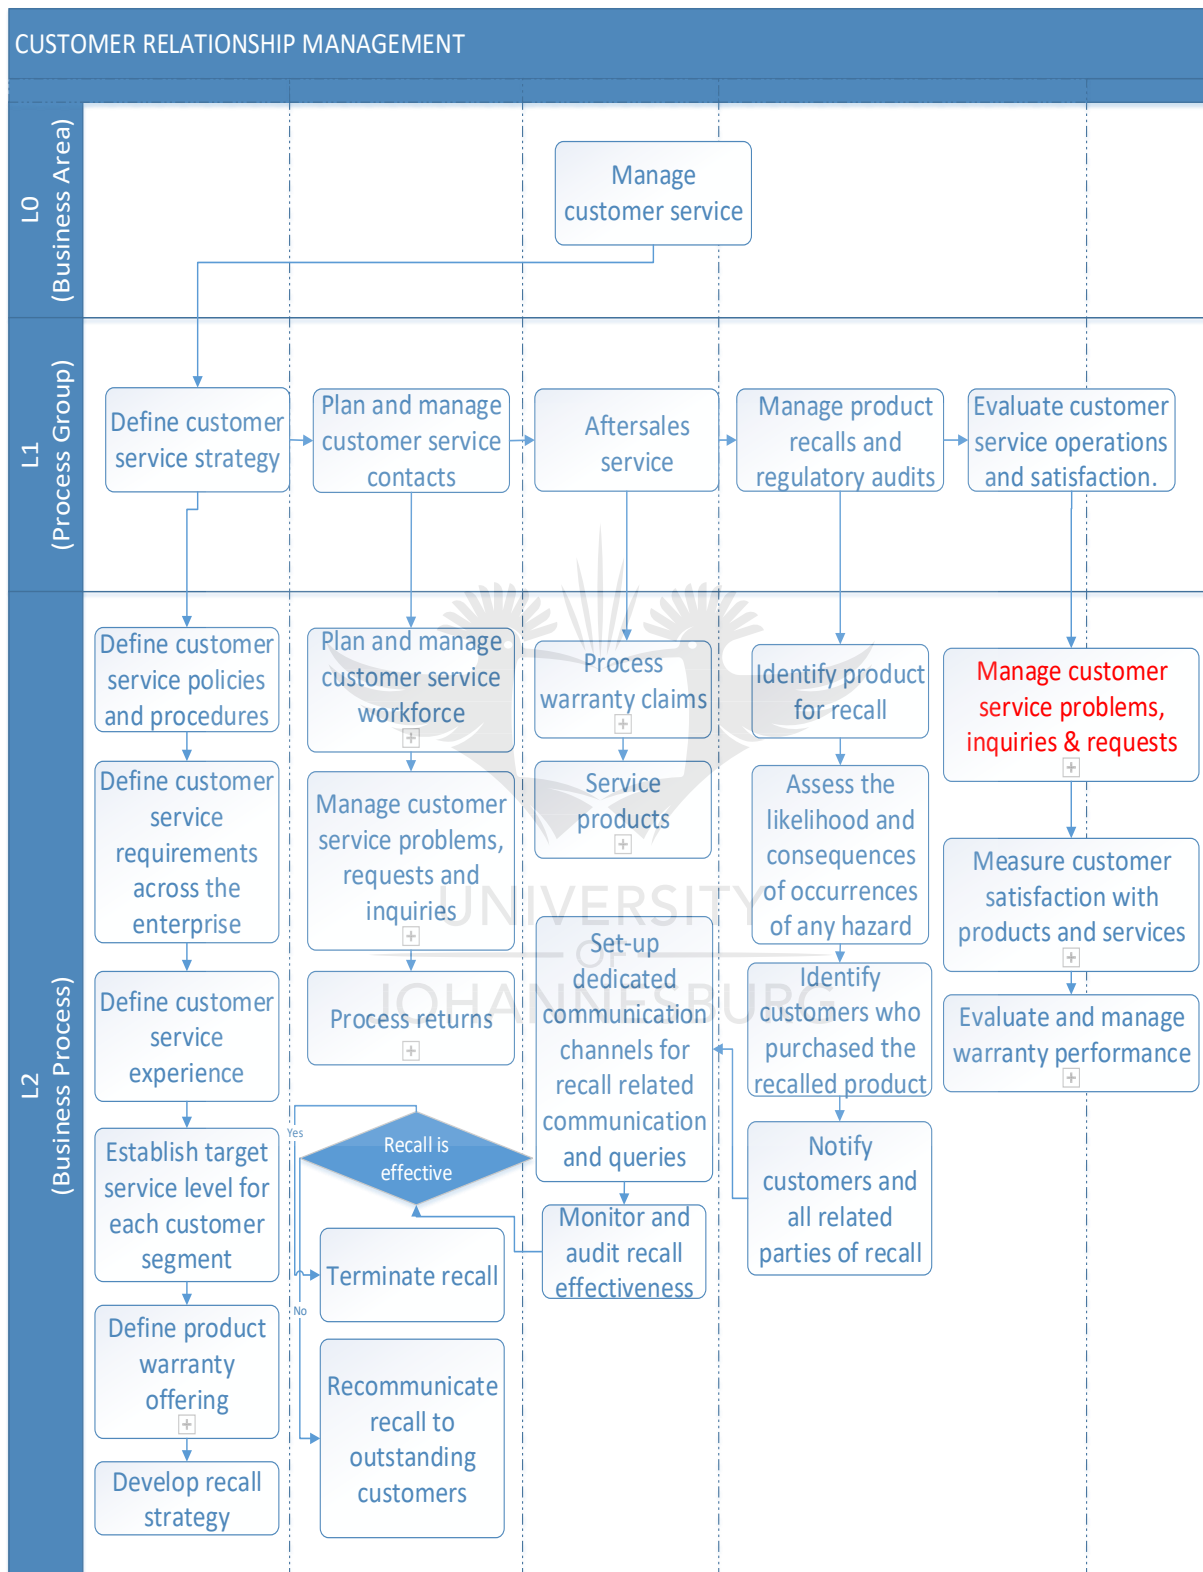 CUSTOMER RELATIONSHIP MANAGEMENT
L0
(Business Area)
Manage
customer service
L1
(Process Group)
Define customer
service strategy
Plan and manage
customer service
contacts
Aftersales
service
Manage product
recalls and
regulatory audits
Evaluate customer
service operations
and satisfaction.
L2
(Business Process)
Define customer
service policies
and procedures
Define customer
service
requirements
across the
enterprise
Define customer
service
experience
Establish target
service level for
each customer
segment
Define product
warranty
offering
Develop recall
strategy
Plan and manage
customer service
workforce
Manage customer
service problems,
requests and
inquiries
Process returns
Recall is
effective
Yes
No
Terminate recall
Recommunicate
recall to
outstanding
customers
Process
warranty claims
Service
products
Set-up
dedicated
communication
channels for
recall related
communication
and queries
Monitor and
audit recall
effectiveness
Identify product
for recall
Assess the
likelihood and
consequences
of occurrences
of any hazard
Identify
customers who
purchased the
recalled product
Notify
customers and
all related
parties of recall
Manage customer
service problems,
inquiries & requests
Measure customer
satisfaction with
products and services
Evaluate and manage
warranty performance
UNIVERSITY
OF
JOHANNESBURG